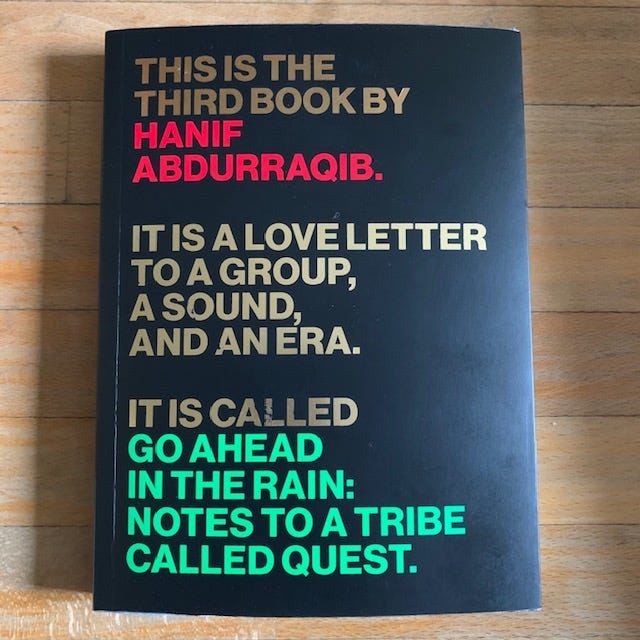 THIS IS THE
THIRD BOOK BY
HANIF
ABDURRAQIB.
IT IS A LOVE LETTER
TO A GROUP,
A SOUND,
AND AN ERA.
IT IS CALLED
GO AHEAD
IN THE RAIN:
NOTES TO A TRIBE
CALLED QUEST.